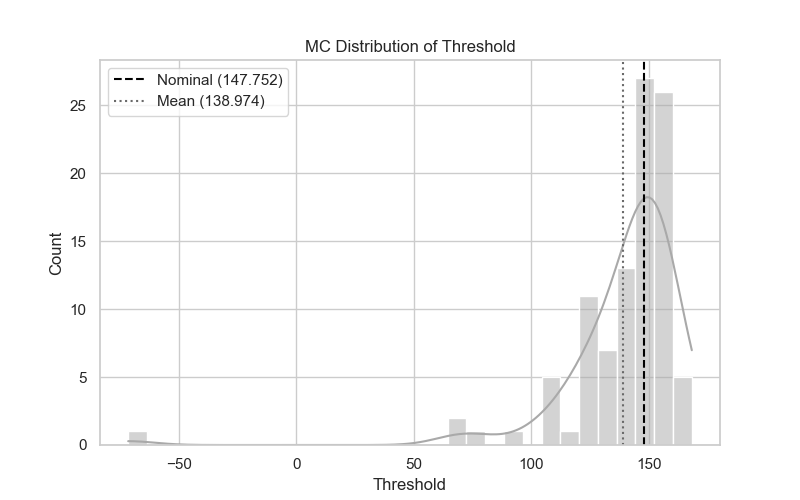 MC Distribution of Threshold
Nominal (147.752)
Mean (138.974)
Count
25
20
15
10
5
0
−50
0
50
100
150
Threshold